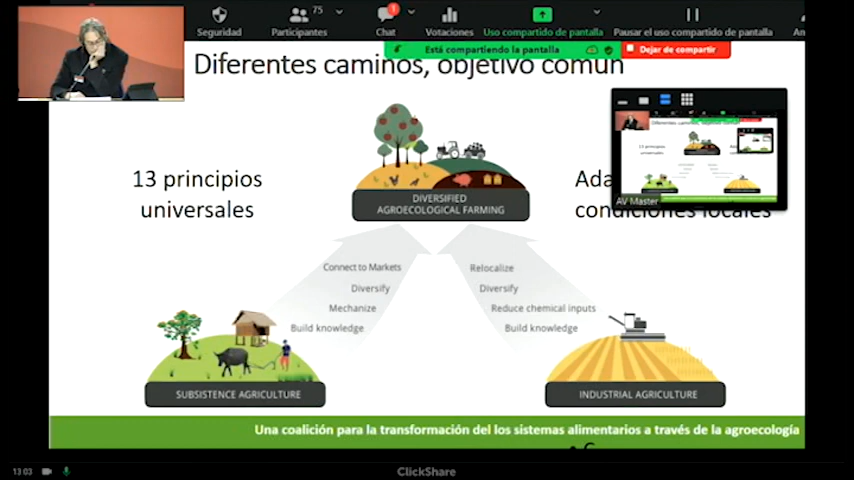 75
1
Seguridad
Participantes
Chat
Votaciones
Uso compartido de pantalla
Pausar el uso compartido de pantalla
Está compartiendo la pantalla
Dejar de compartir
Diferentes caminos, objetivo común
13 principios
universales
Ada
condiciones locales
AV Master
DIVERSIFIED
AGROECOLOGICAL FARMING
Connect to Markets
Diversify
Mechanize
Build knowledge
Relocalize
Diversify
Reduce chemical inputs
Build knowledge
SUBSISTENCE AGRICULTURE
INDUSTRIAL AGRICULTURE
Una coalición para la transformación del los sistemas alimentarios a través de la agroecología
13:03
ClickShare